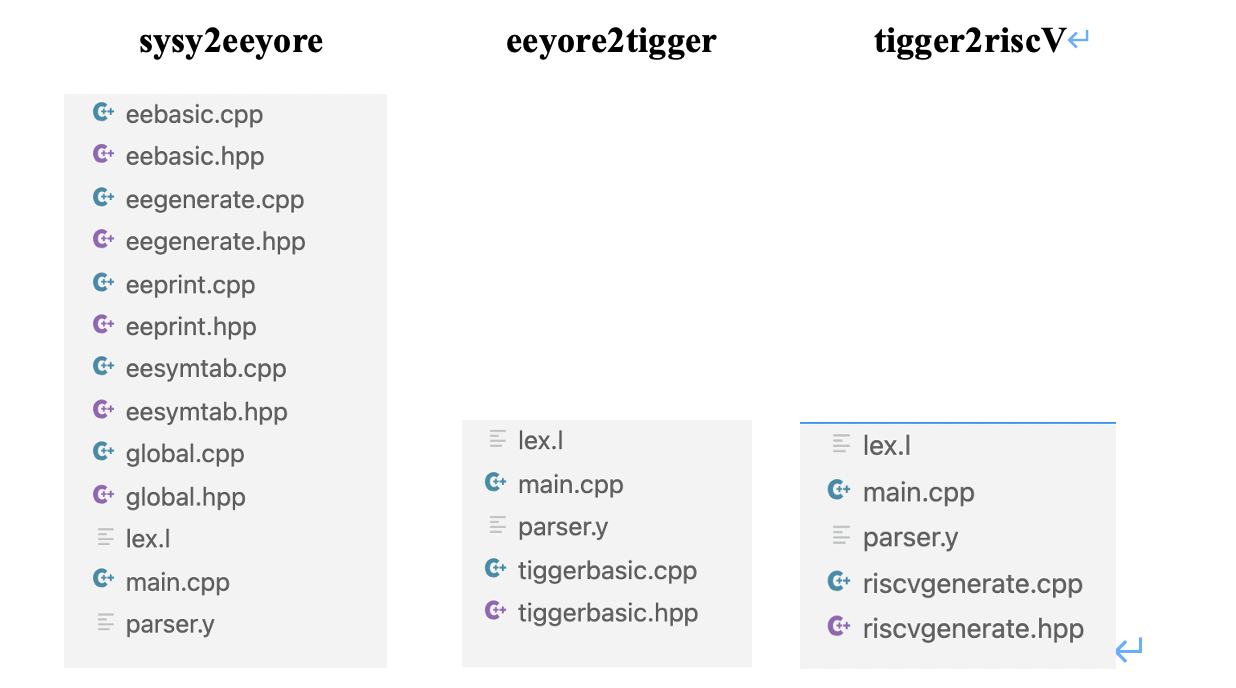 sysy2eeyore
eebasic.cpp
eebasic.hpp
eegenerate.cpp
eegenerate.hpp
eeprint.cpp
eeprint.hpp
eesymtab.cpp
eesymtab.hpp
global.cpp
global.hpp
lex.l
main.cpp
parser.y
eeyore2tigger
lex.l
main.cpp
parser.y
tiggerbasic.cpp
tiggerbasic.hpp
tigger2riscV
lex.l
main.cpp
parser.y
riscvgenerate.cpp
riscvgenerate.hpp